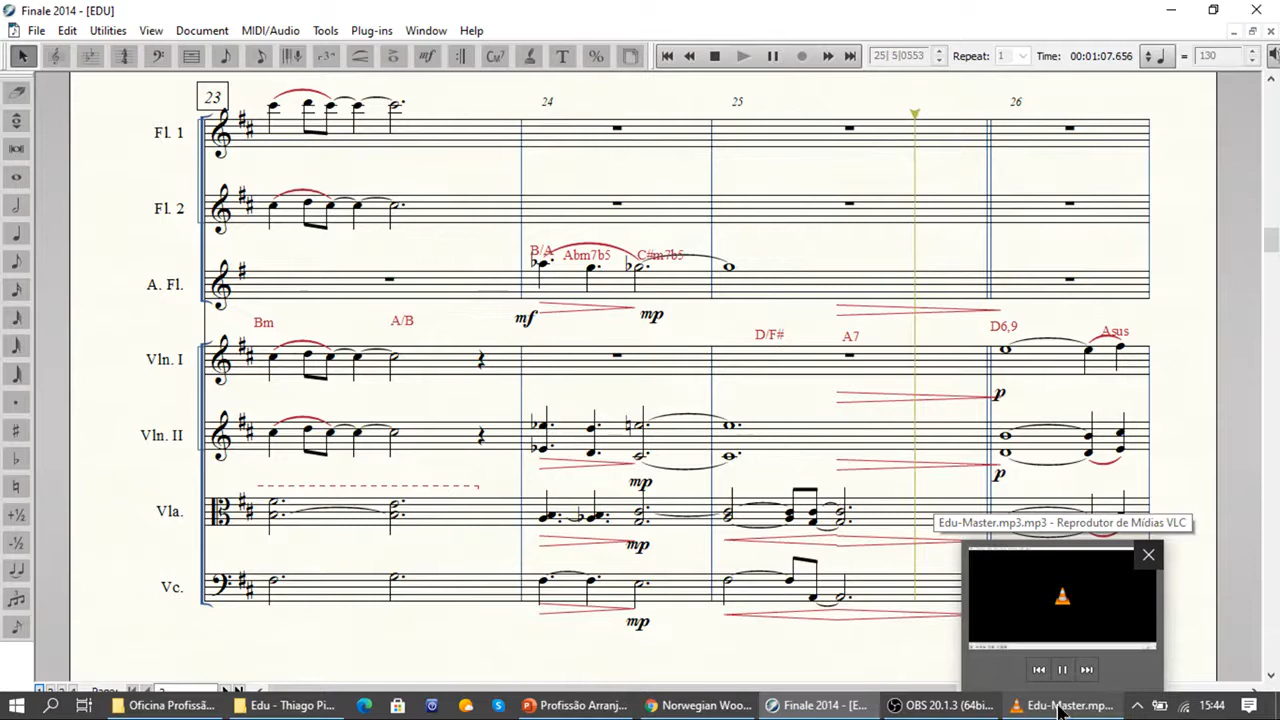 Finale 2014 - [EDU]
File Edit Utilities View Document MIDI/Audio Tools Plug-ins Window Help
25| 5|0553 Repeat: 1 Time: 00:01:07.656 = 130
23 24 25 26
Fl. 1
Fl. 2
B/A Abm7b5 C#m7b5
A. Fl.
mf mp
Bm A/B D/F# A7 D6,9 Asus
Vln. I
p
Vln. II
mp p
Vla.
mp
Edu-Master.mp3.mp3 - Reprodutor de Mídias VLC
Vc.
mp
1 2 3 4
Oficina Profissã... Edu - Thiago Pi... Profissão Arranj... Norwegian Woo... Finale 2014 - [E... OBS 20.1.3 (64bi... Edu-Master.mp... 15:44